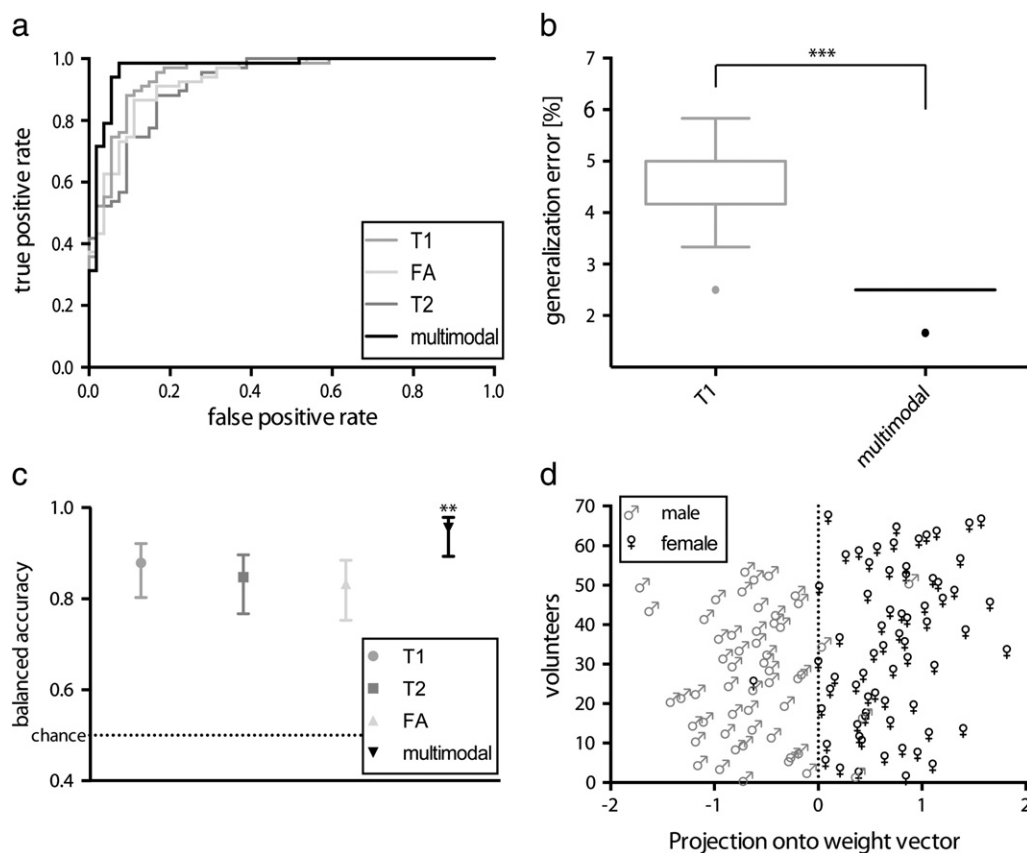 a
true positive rate
1.0
0.8
0.6
0.4
0.2
0.0
T1
FA
T2
multimodal
0.0 0.2 0.4 0.6 0.8 1.0
false positive rate
b
generalization error [%]
7
6
5
4
3
2
***
T1 multimodal
c
balanced accuracy
1.0
0.8
0.6
chance
0.4
**
T1
T2
FA
multimodal
d
volunteers
70
60
50
40
30
20
10
0
♂ male
♀ female
-2 -1 0 1 2
Projection onto weight vector